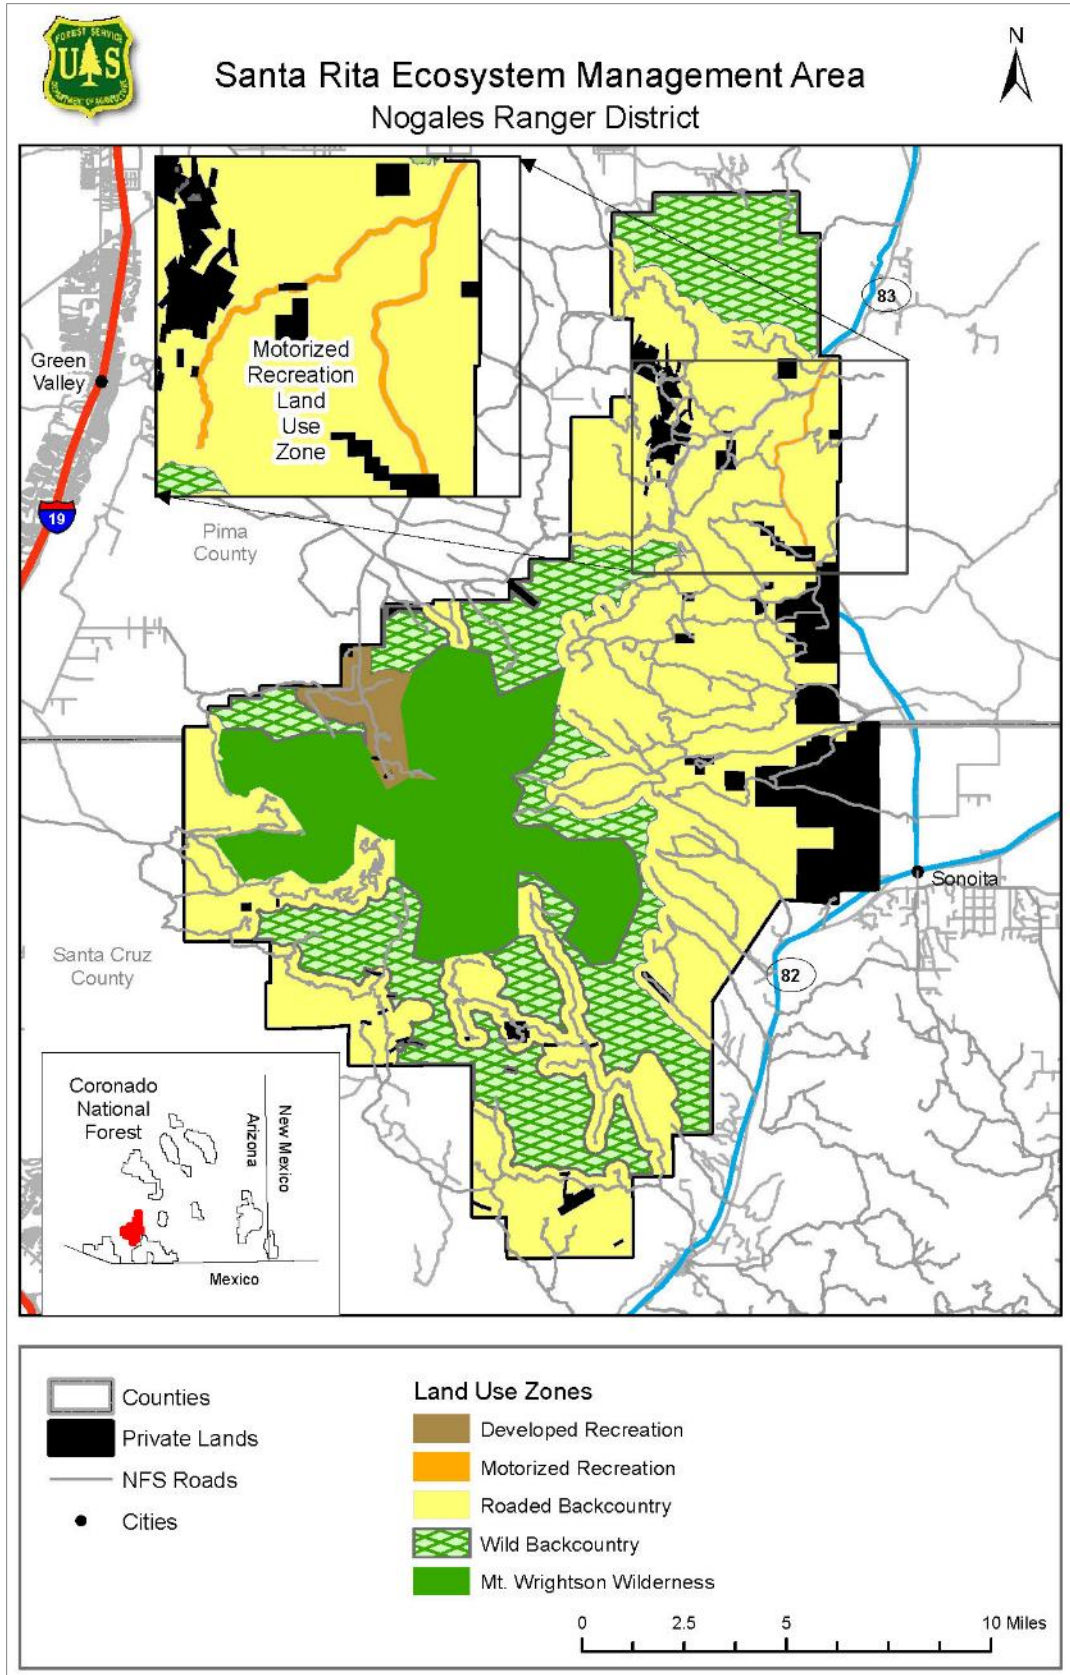 FOREST SERVICE
U S
DEPARTMENT OF AGRICULTURE
Santa Rita Ecosystem Management Area
Nogales Ranger District
N
83
Green
Valley
Motorized
Recreation
Land
Use
Zone
19
Pima
County
Sonoita
Santa Cruz
County
82
Coronado
National
Forest
Arizona
New Mexico
Mexico
Counties
Private Lands
NFS Roads
Cities
Land Use Zones
Developed Recreation
Motorized Recreation
Roaded Backcountry
Wild Backcountry
Mt. Wrightson Wilderness
0 2.5 5 10 Miles